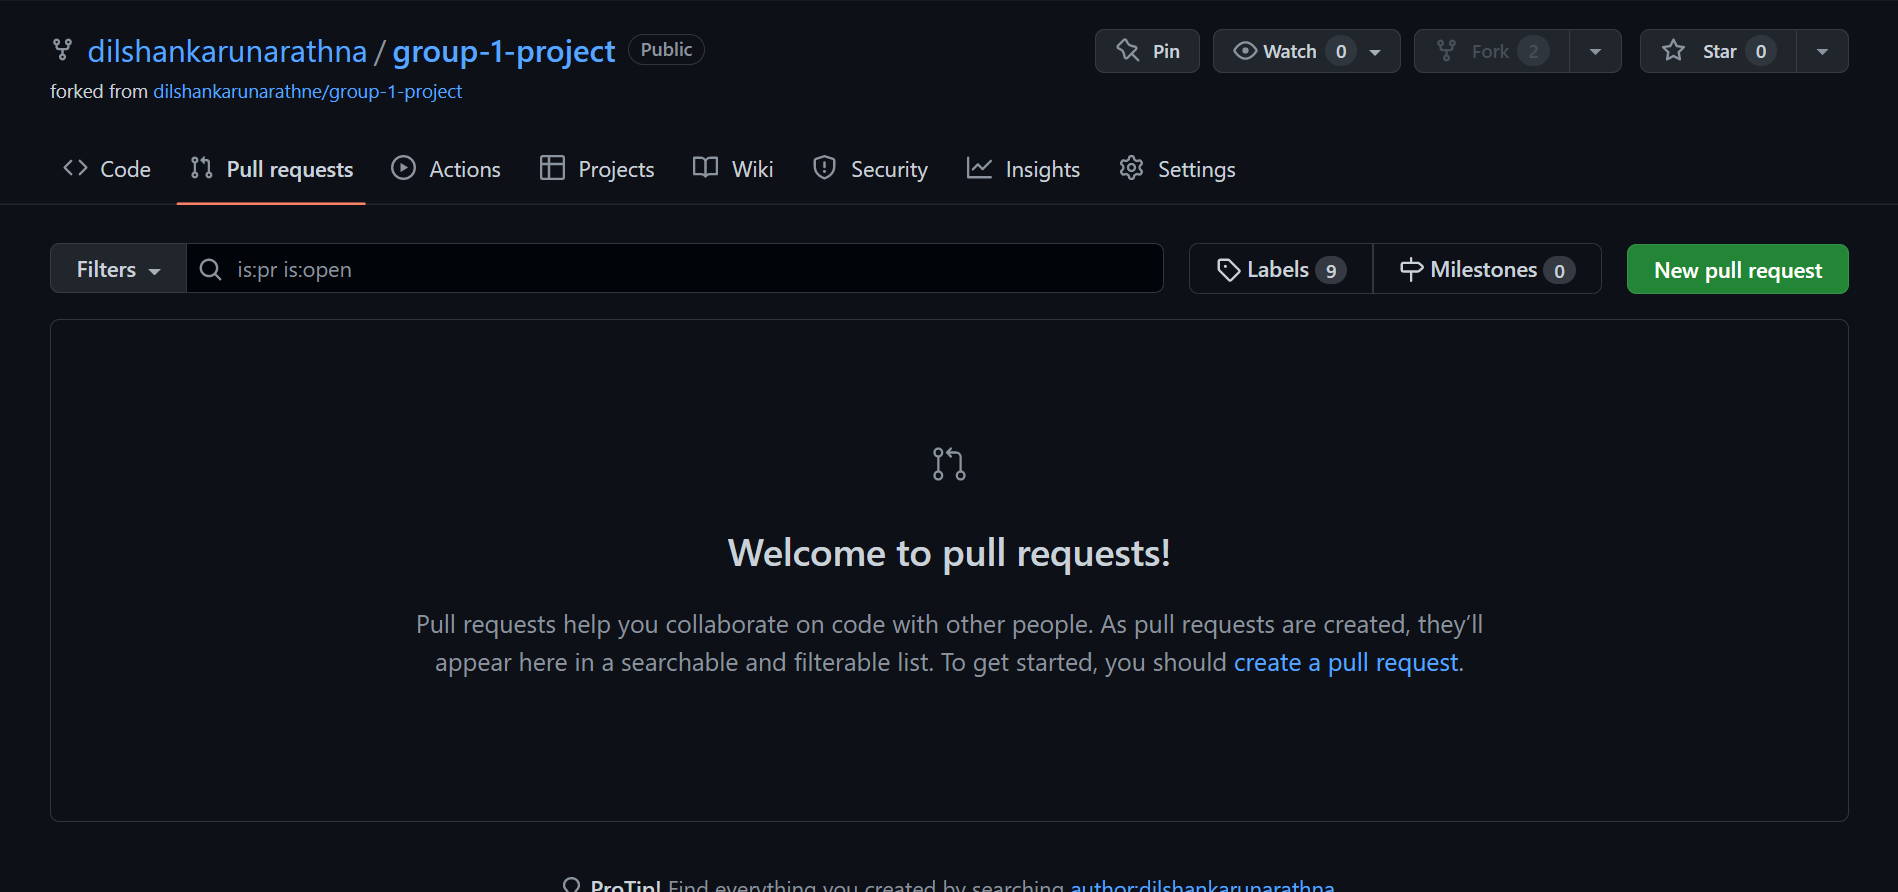 dilshankarunarathna / group-1-project Public Pin Watch 0 Fork 2 Star 0
forked from dilshankarunarathne/group-1-project
Code Pull requests Actions Projects Wiki Security Insights Settings
Filters is:pr is:open Labels 9 Milestones 0 New pull request
Welcome to pull requests!
Pull requests help you collaborate on code with other people. As pull requests are created, they’ll
appear here in a searchable and filterable list. To get started, you should create a pull request.
ProTip! Find everything you created by searching author:dilshankarunarathna